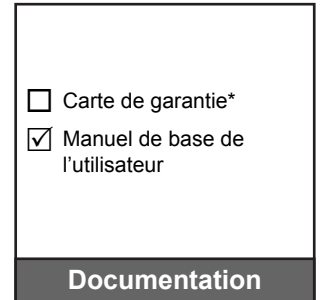 Carte de garantie*
Manuel de base de
l’utilisateur
Documentation